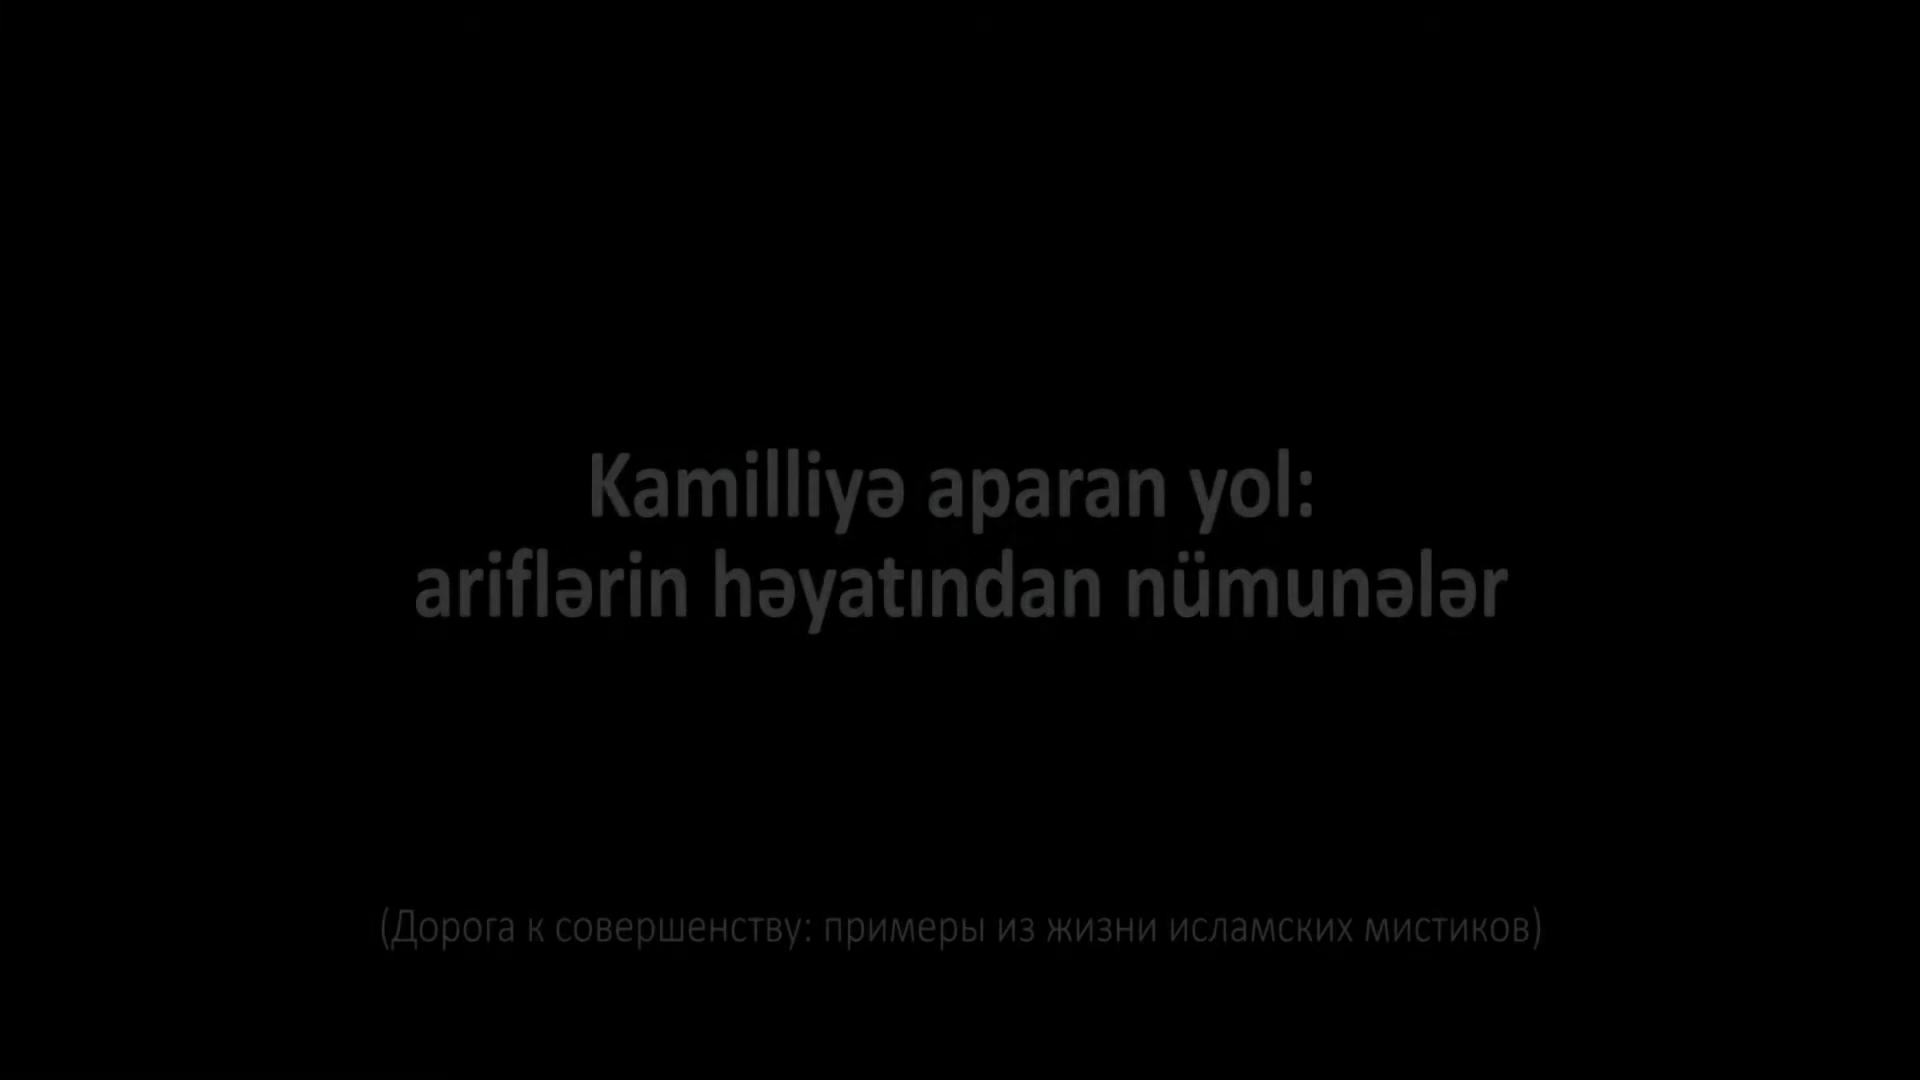 Kamilliyə aparan yol:
ariflərin həyatından nümunələr
(Дорога к совершенству: примеры из жизни исламских мистиков)